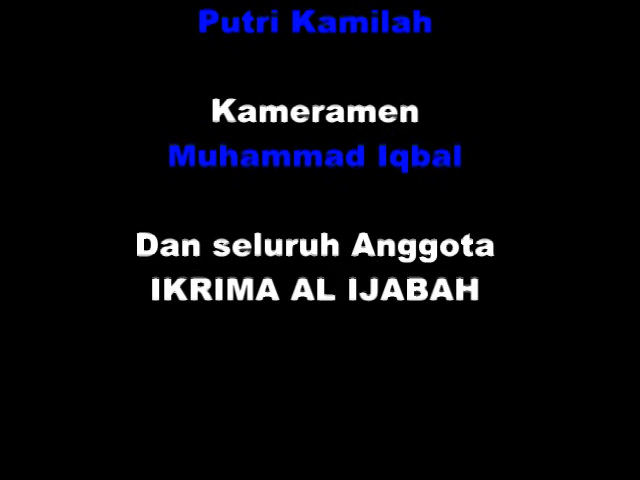 Putri Kamilah
Kameramen
Muhammad Iqbal
Dan seluruh Anggota
IKRIMA AL IJABAH